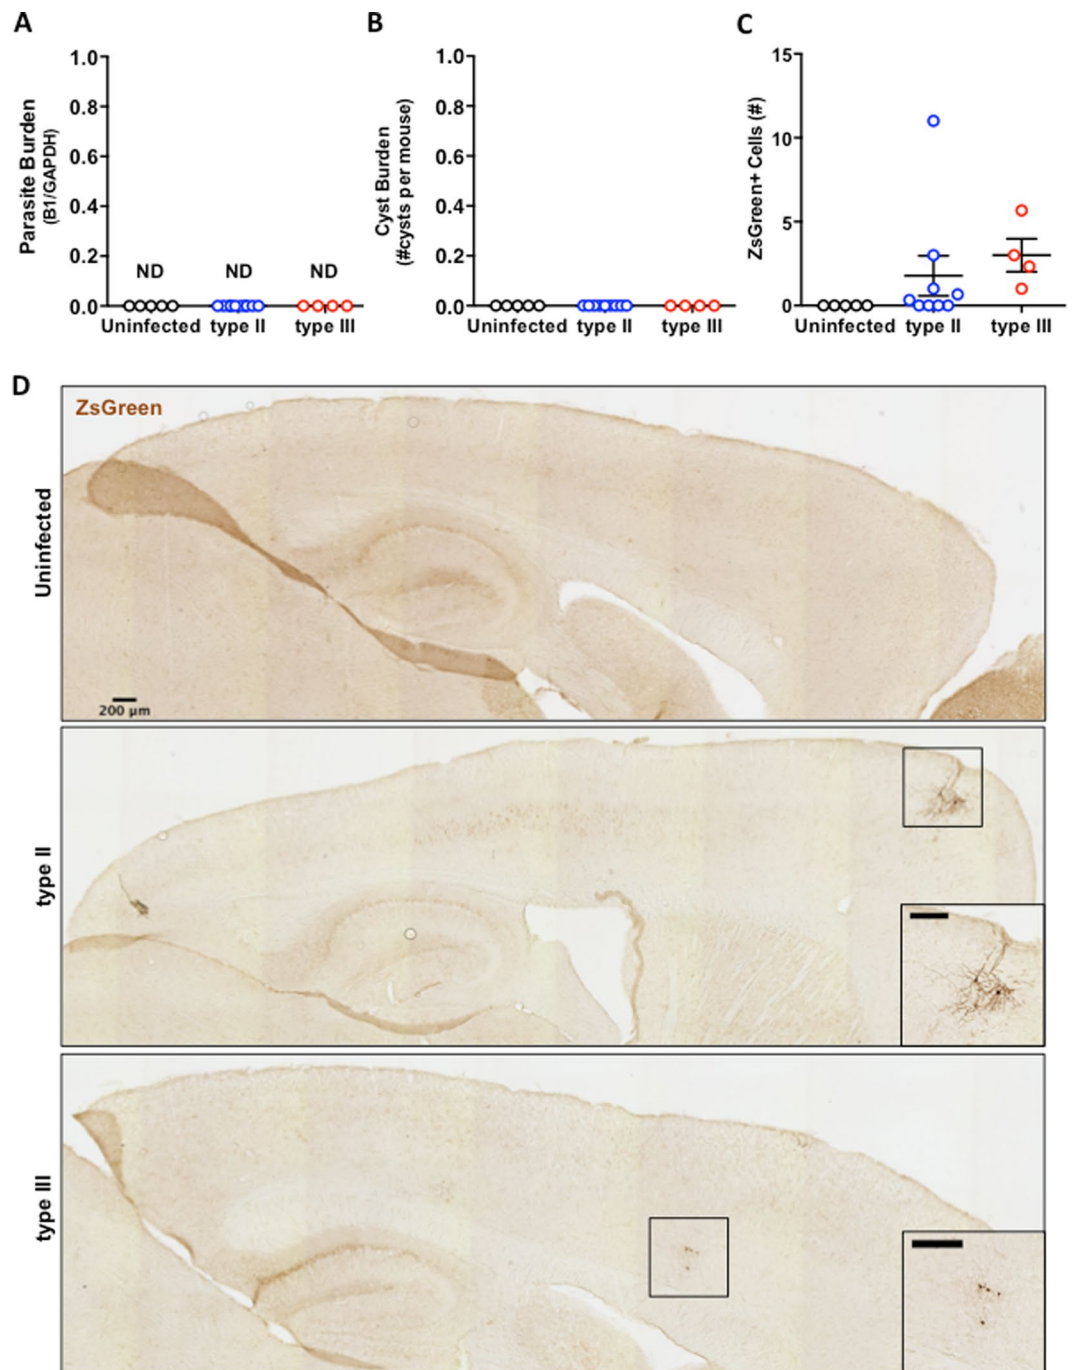 A
B
C
Parasite Burden
(B1/GAPDH)
1.0
0.8
0.6
0.4
0.2
0.0
ND ND ND
Uninfected type II type III
Cyst Burden
(#cysts per mouse)
1.0
0.8
0.6
0.4
0.2
0.0
Uninfected type II type III
ZsGreen+ Cells (#)
15
10
5
0
Uninfected type II type III
D
ZsGreen
Uninfected
200 µm
type II
type III